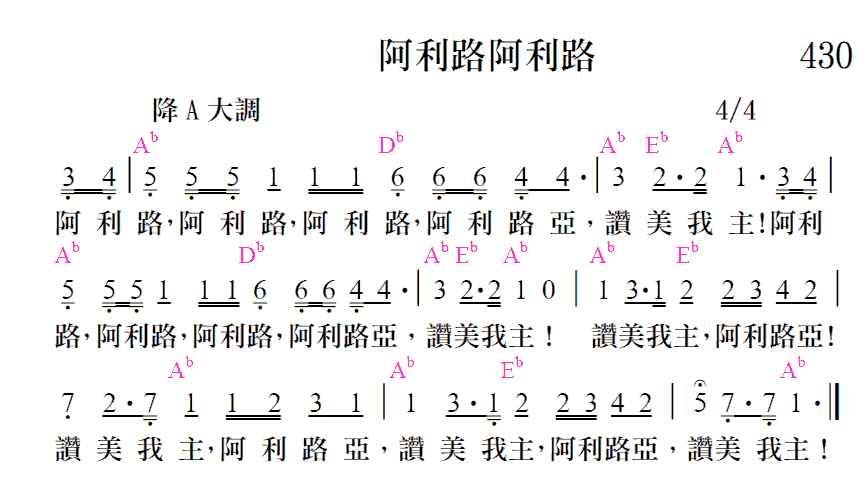 阿利路阿利路 430
降 A 大調 4/4
A♭ D♭ A♭ E♭ A♭
3 4 | 5 5 5 1 1 1 6 6 6 4 4 · | 3 2 · 2 1 · 3 4 |
阿利路,阿利路,阿利路,阿利路亞,讚美我主!阿利
A♭ D♭ A♭ E♭ A♭ A♭ E♭
5 5 5 1 1 1 6 6 6 4 4 · | 3 2 · 2 1 0 | 1 3 · 1 2 2 3 4 2 |
路,阿利路,阿利路,阿利路亞,讚美我主! 讚美我主,阿利路亞!
A♭ A♭ E♭ A♭
7 2 · 7 1 1 2 3 1 | 1 3 · 1 2 2 3 4 2 | 5 7 · 7 1 · ||
讚美我主,阿利路亞,讚美我主,阿利路亞,讚美我主!